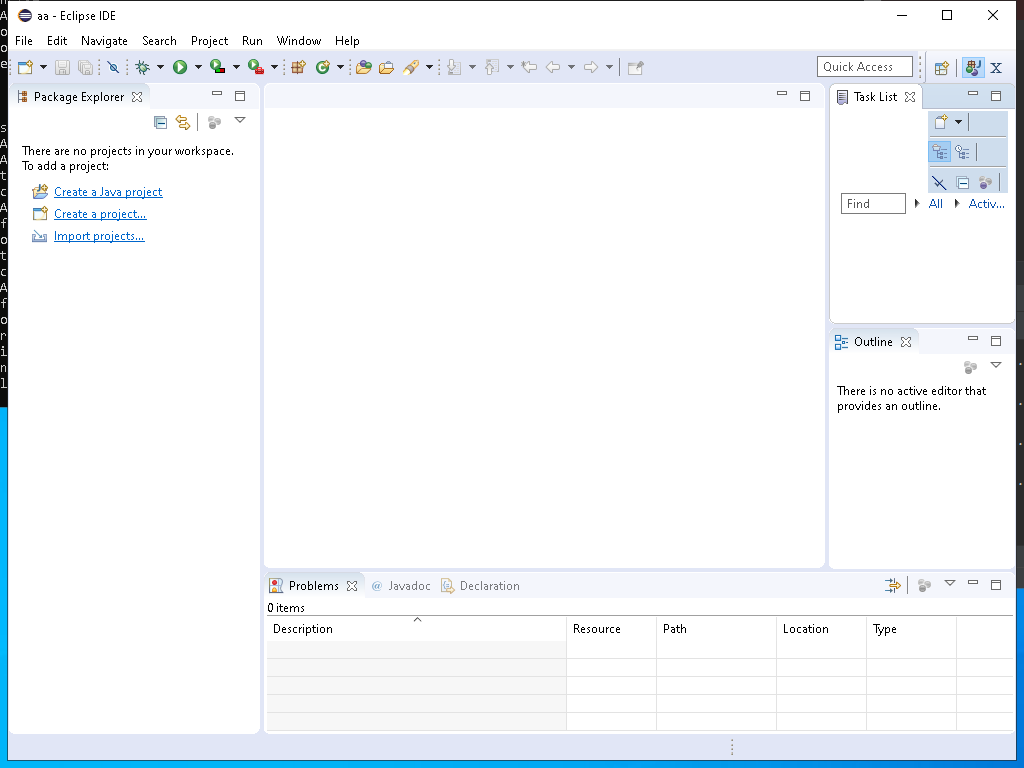 aa - Eclipse IDE
File Edit Navigate Search Project Run Window Help
Quick Access
Package Explorer
There are no projects in your workspace.
To add a project:
Create a Java project
Create a project...
Import projects...
Task List
Find
All
Activ...
Outline
There is no active editor that
provides an outline.
Problems
@ Javadoc
Declaration
0 items
Description Resource Path Location Type